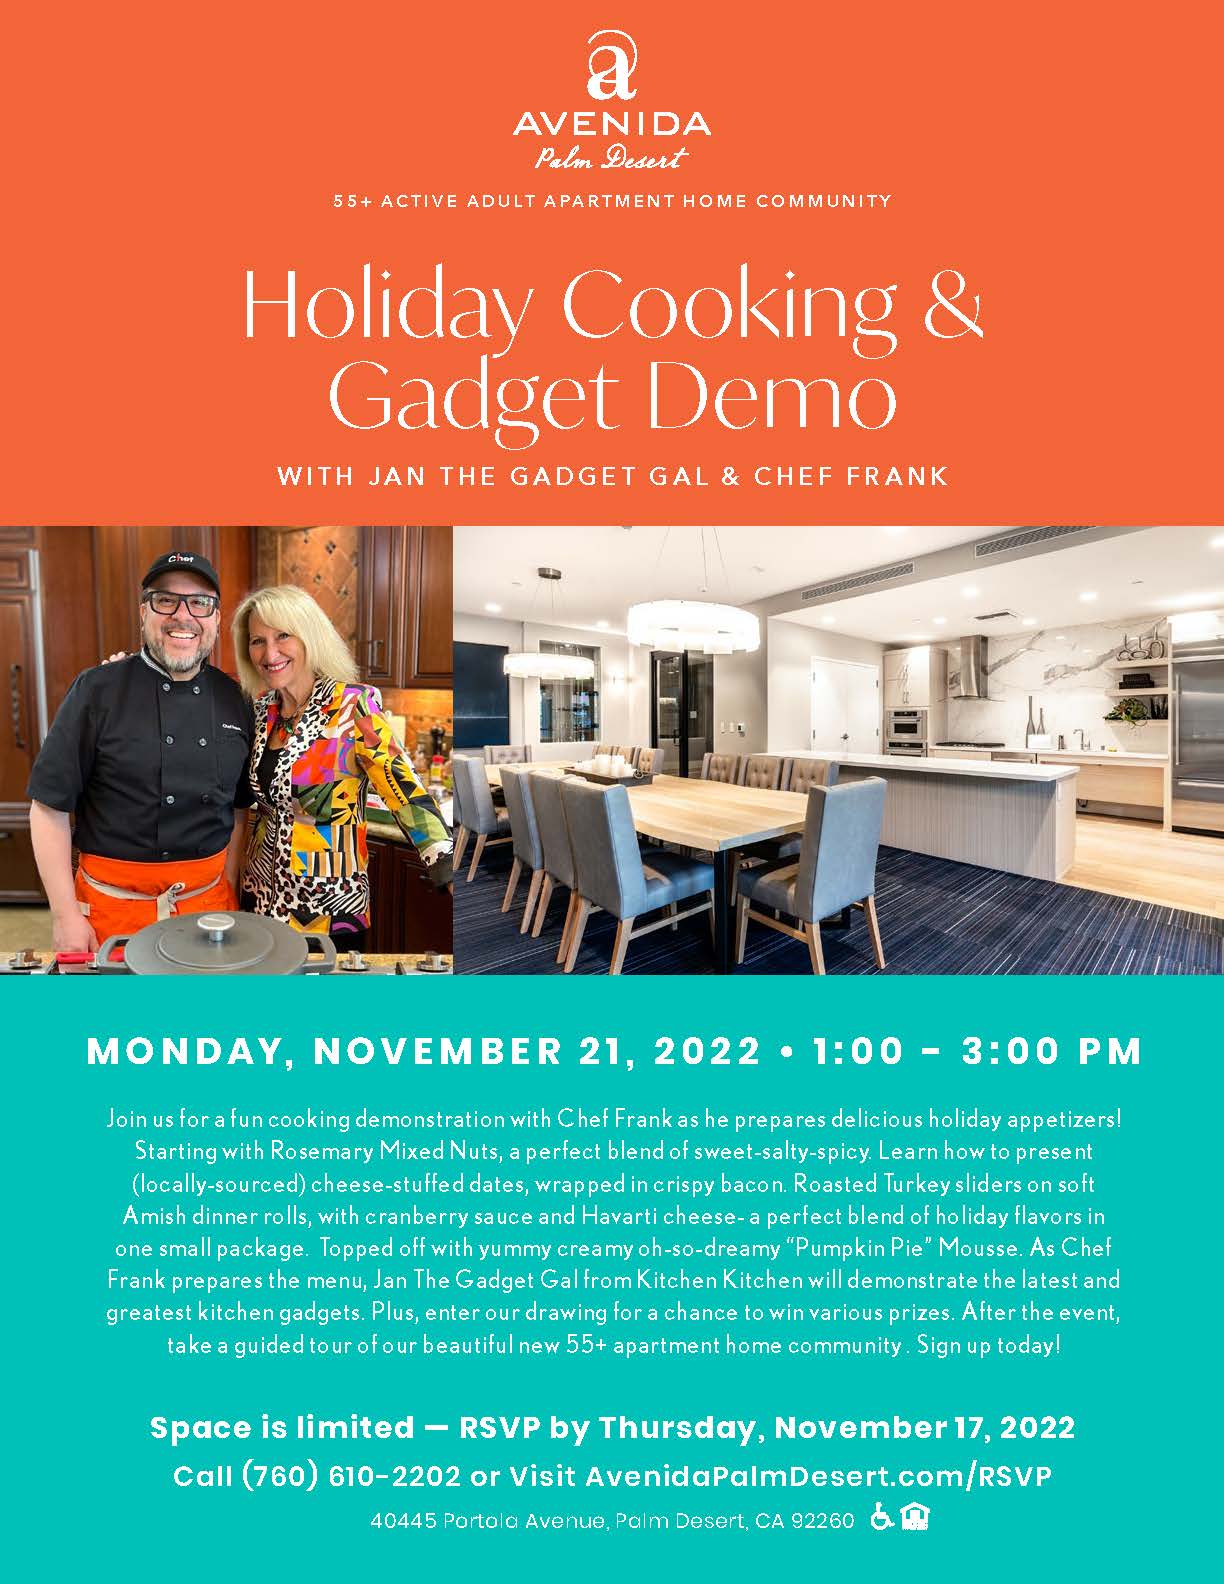 a
AVENIDA
Palm Desert
55+ ACTIVE ADULT APARTMENT HOME COMMUNITY
Holiday Cooking &
Gadget Demo
WITH JAN THE GADGET GAL & CHEF FRANK
chef
MONDAY, NOVEMBER 21, 2022 • 1:00 - 3:00 PM
Join us for a fun cooking demonstration with Chef Frank as he prepares delicious holiday appetizers!
Starting with Rosemary Mixed Nuts, a perfect blend of sweet-salty-spicy. Learn how to present
(locally-sourced) cheese-stuffed dates, wrapped in crispy bacon. Roasted Turkey sliders on soft
Amish dinner rolls, with cranberry sauce and Havarti cheese- a perfect blend of holiday flavors in
one small package. Topped off with yummy creamy oh-so-dreamy “Pumpkin Pie” Mousse. As Chef
Frank prepares the menu, Jan The Gadget Gal from Kitchen Kitchen will demonstrate the latest and
greatest kitchen gadgets. Plus, enter our drawing for a chance to win various prizes. After the event,
take a guided tour of our beautiful new 55+ apartment home community . Sign up today!
Space is limited — RSVP by Thursday, November 17, 2022
Call (760) 610-2202 or Visit AvenidaPalmDesert.com/RSVP
40445 Portola Avenue, Palm Desert, CA 92260